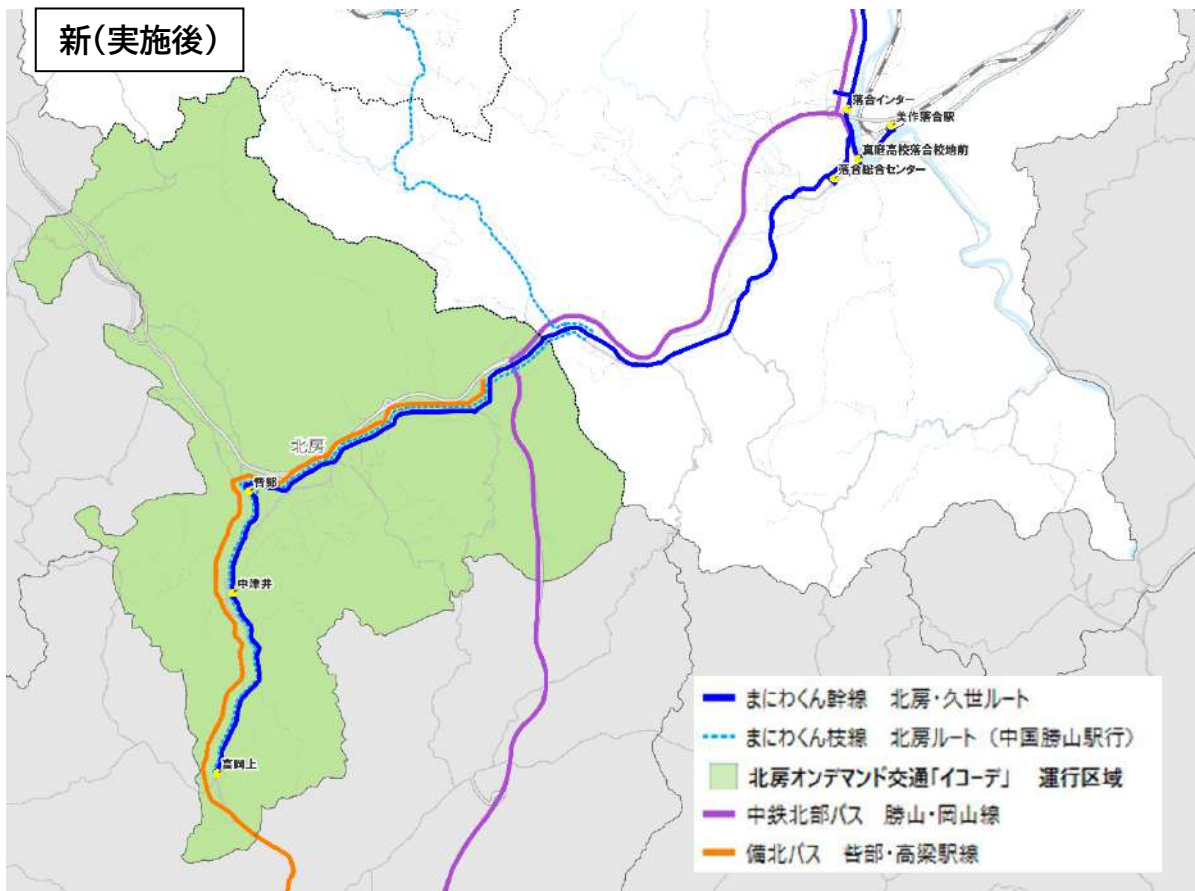 新(実施後)
落合インター
美作落合駅
真庭高校落合校地前
落合総合センター
北房
呰部
中津井
富岡上
まにわくん幹線 北房・久世ルート
まにわくん枝線 北房ルート (中国勝山駅行)
北房オンデマンド交通「イコーデ」 運行区域
中鉄北部バス 勝山・岡山線
備北バス 呰部・高梁駅線